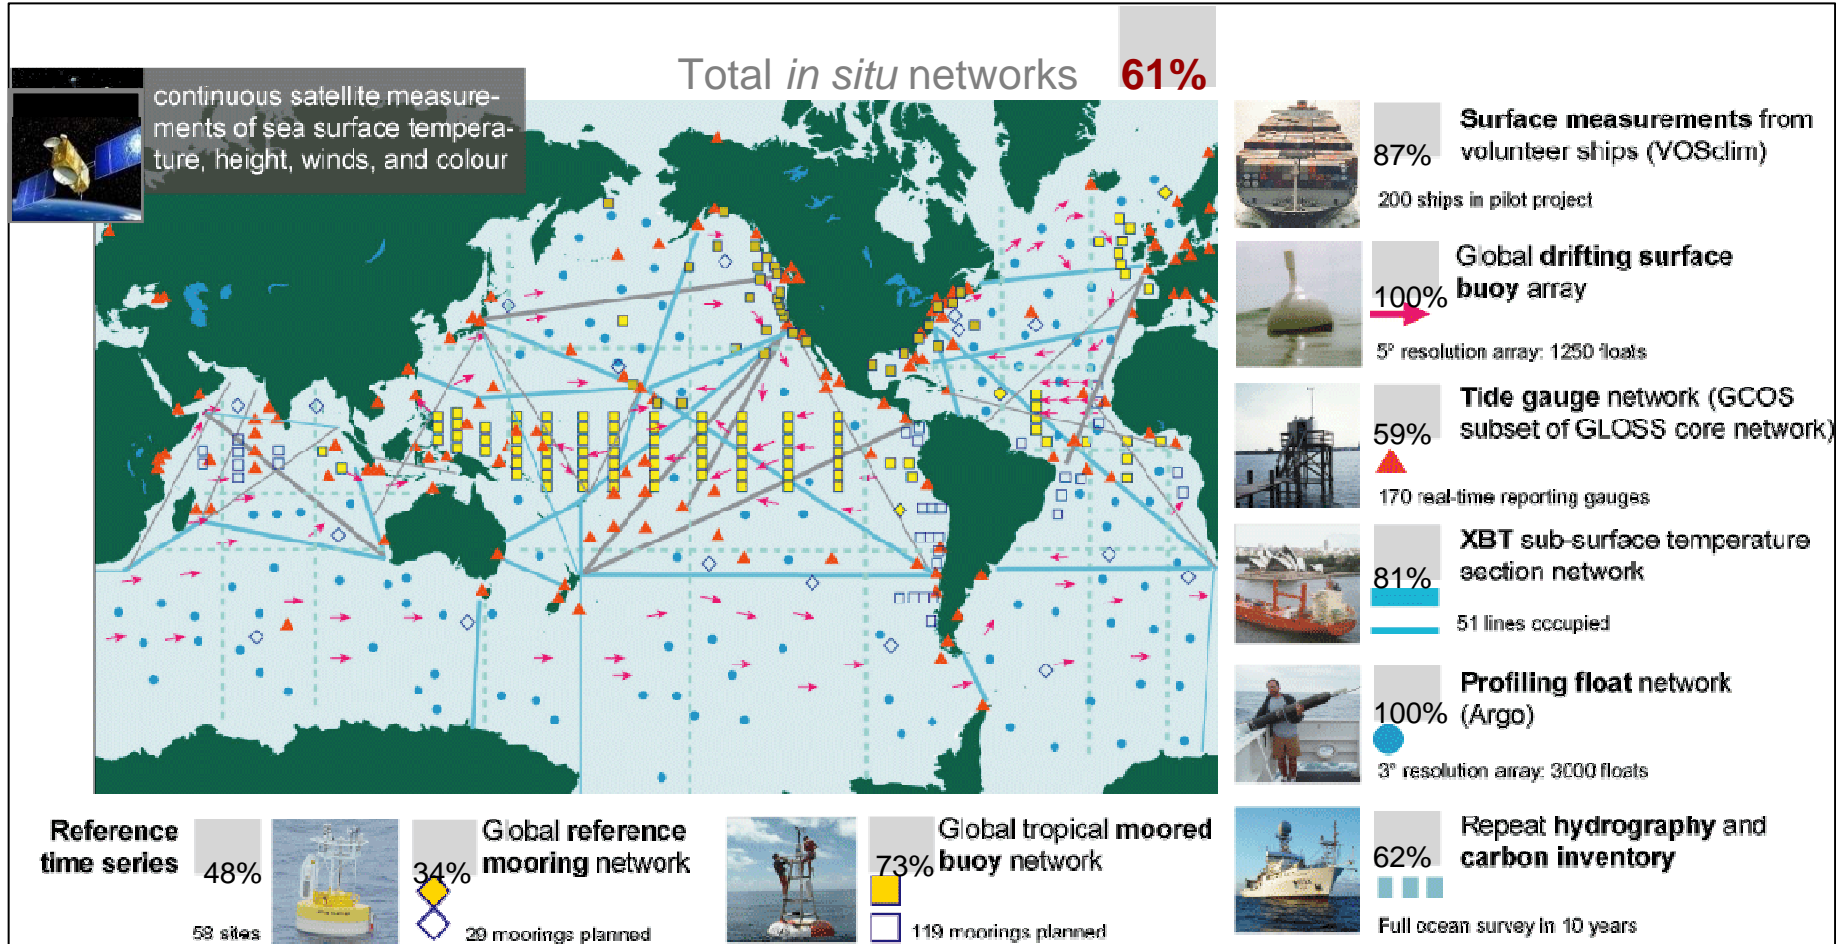 Total in situ networks 61%
continuous satellite measure-
ments of sea surface tempera-
ture, height, winds, and colour
87%
Surface measurements from
volunteer ships (VOSclim)
200 ships in pilot project
100%
Global drifting surface
buoy array
5° resolution array: 1250 floats
59%
Tide gauge network (GCOS
subset of GLOSS core network)
170 real-time reporting gauges
81%
XBT sub-surface temperature
section network
51 lines occupied
100%
Profiling float network
(Argo)
3° resolution array: 3000 floats
62%
Repeat hydrography and
carbon inventory
Full ocean survey in 10 years
Reference
time series
48%
58 sites
34%
Global reference
mooring network
29 moorings planned
73%
Global tropical moored
buoy network
119 moorings planned